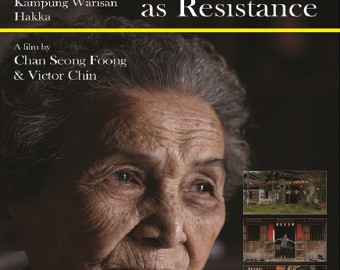 Kampung Warisan
Hakka
as Resistance
A film by
Chan Seong Foong
& Victor Chin